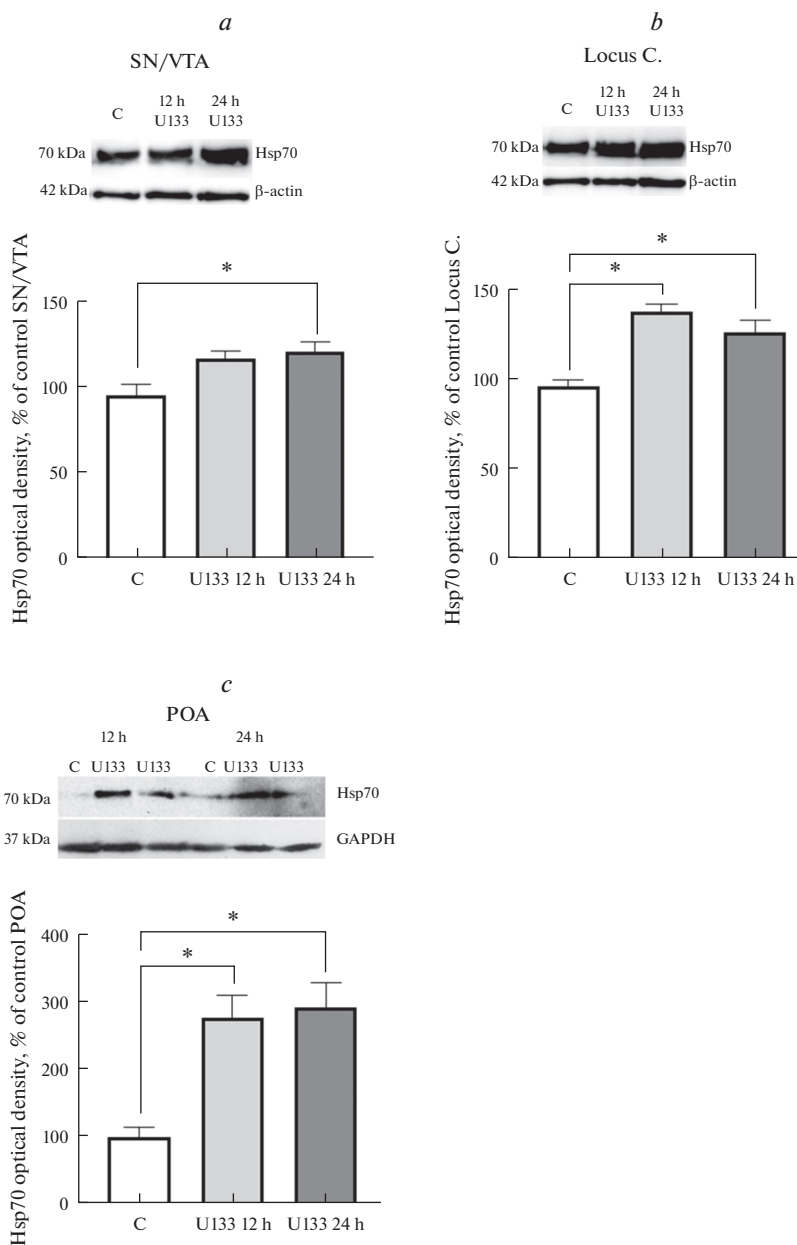 a
SN/VTA
C
12 h
U133
24 h
U133
70 kDa
Hsp70
42 kDa
β-actin
Hsp70 optical density, % of control SN/VTA
*
150
100
50
0
C
U133 12 h
U133 24 h
b
Locus C.
C
12 h
U133
24 h
U133
70 kDa
Hsp70
42 kDa
β-actin
Hsp70 optical density, % of control Locus C.
*
*
150
100
50
0
C
U133 12 h
U133 24 h
c
POA
12 h
24 h
C U133 U133 C U133 U133
70 kDa
Hsp70
37 kDa
GAPDH
Hsp70 optical density, % of control POA
*
*
400
300
200
100
0
C
U133 12 h
U133 24 h